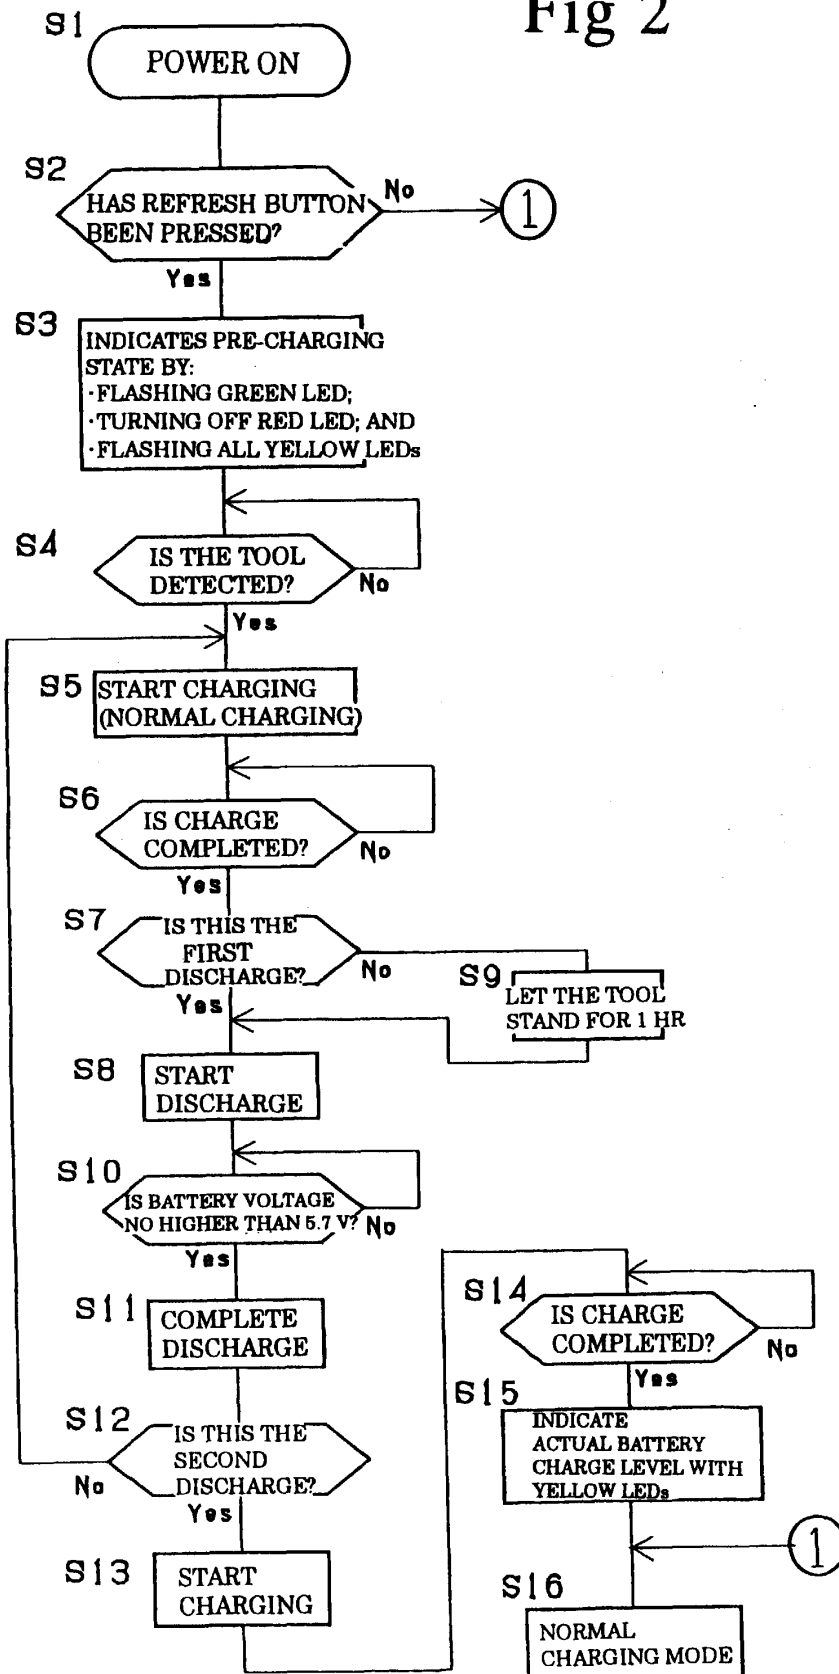 Fig 2
S1
POWER ON
S2
HAS REFRESH BUTTON
BEEN PRESSED?
No
1
Yes
S3
INDICATES PRE-CHARGING
STATE BY:
·FLASHING GREEN LED;
·TURNING OFF RED LED; AND
·FLASHING ALL YELLOW LEDs
S4
IS THE TOOL
DETECTED?
No
Yes
S5
START CHARGING
(NORMAL CHARGING)
S6
IS CHARGE
COMPLETED?
No
Yes
S7
IS THIS THE
FIRST
DISCHARGE?
No
Yes
S9
LET THE TOOL
STAND FOR 1 HR
S8
START
DISCHARGE
S10
IS BATTERY VOLTAGE
NO HIGHER THAN 5.7 V?
No
Yes
S11
COMPLETE
DISCHARGE
S12
IS THIS THE
SECOND
DISCHARGE?
No
Yes
S13
START
CHARGING
S14
IS CHARGE
COMPLETED?
No
Yes
S15
INDICATE
ACTUAL BATTERY
CHARGE LEVEL WITH
YELLOW LEDs
1
S16
NORMAL
CHARGING MODE